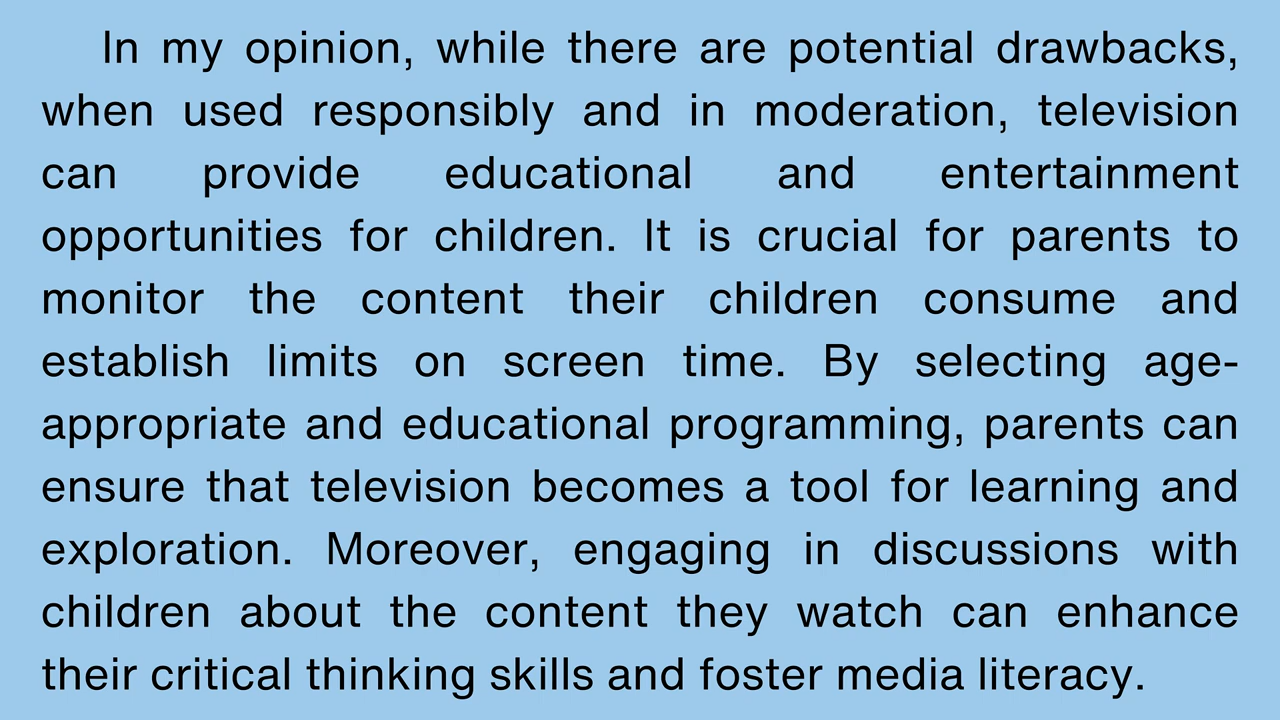 In my opinion, while there are potential drawbacks,
when used responsibly and in moderation, television
can provide educational and entertainment
opportunities for children. It is crucial for parents to
monitor the content their children consume and
establish limits on screen time. By selecting age-
appropriate and educational programming, parents can
ensure that television becomes a tool for learning and
exploration. Moreover, engaging in discussions with
children about the content they watch can enhance
their critical thinking skills and foster media literacy.